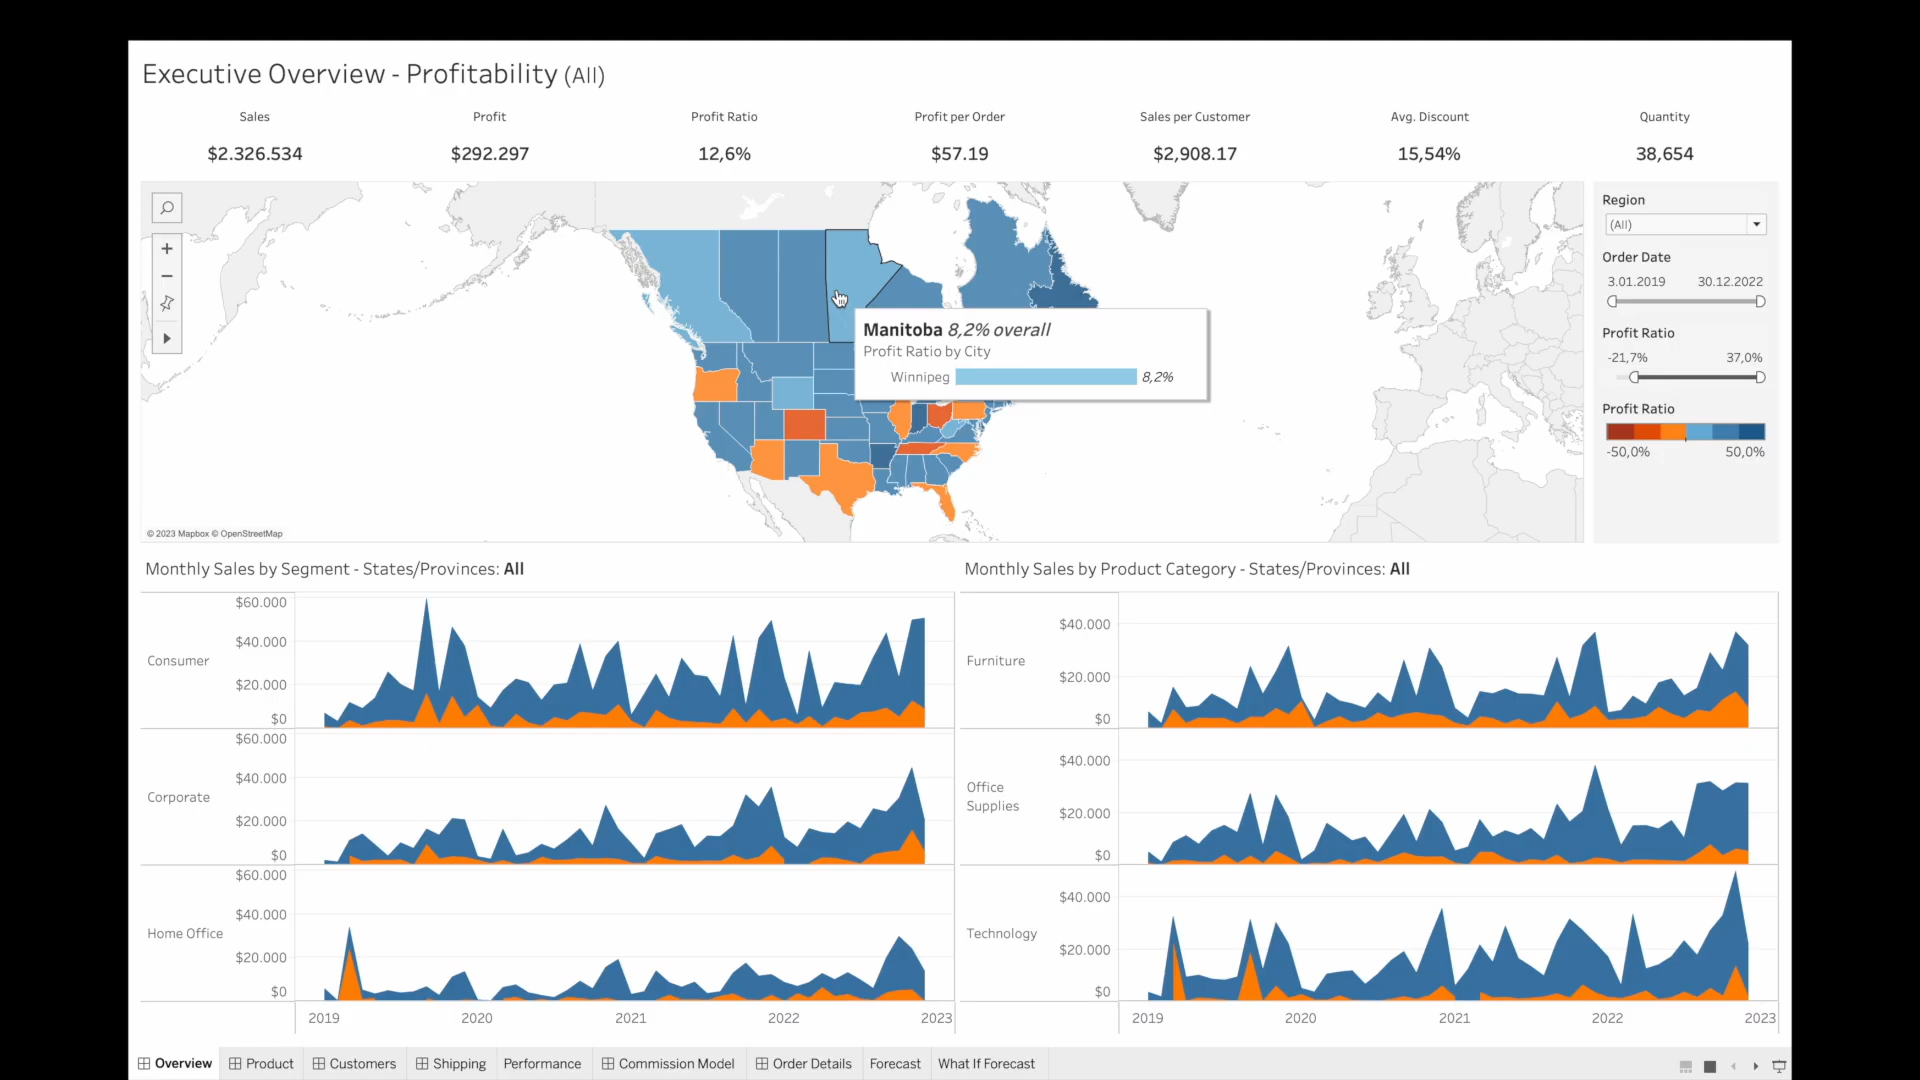 Executive Overview - Profitability (All)
Sales Profit Profit Ratio Profit per Order Sales per Customer Avg. Discount Quantity
$2.326.534 $292.297 12,6% $57.19 $2,908.17 15,54% 38,654
Region
(All)
Order Date
3.01.2019 30.12.2022
Profit Ratio
-21,7% 37,0%
Profit Ratio
-50,0% 50,0%
Manitoba 8,2% overall
Profit Ratio by City
Winnipeg 8,2%
© 2023 Mapbox © OpenStreetMap
Monthly Sales by Segment - States/Provinces: All
Consumer
$60.000
$40.000
$20.000
$0
Corporate
$60.000
$40.000
$20.000
$0
Home Office
$60.000
$40.000
$20.000
$0
2019 2020 2021 2022 2023
Monthly Sales by Product Category - States/Provinces: All
Furniture
$40.000
$20.000
$0
Office
Supplies
$40.000
$20.000
$0
Technology
$40.000
$20.000
$0
2019 2020 2021 2022 2023
Overview Product Customers Shipping Performance Commission Model Order Details Forecast What If Forecast